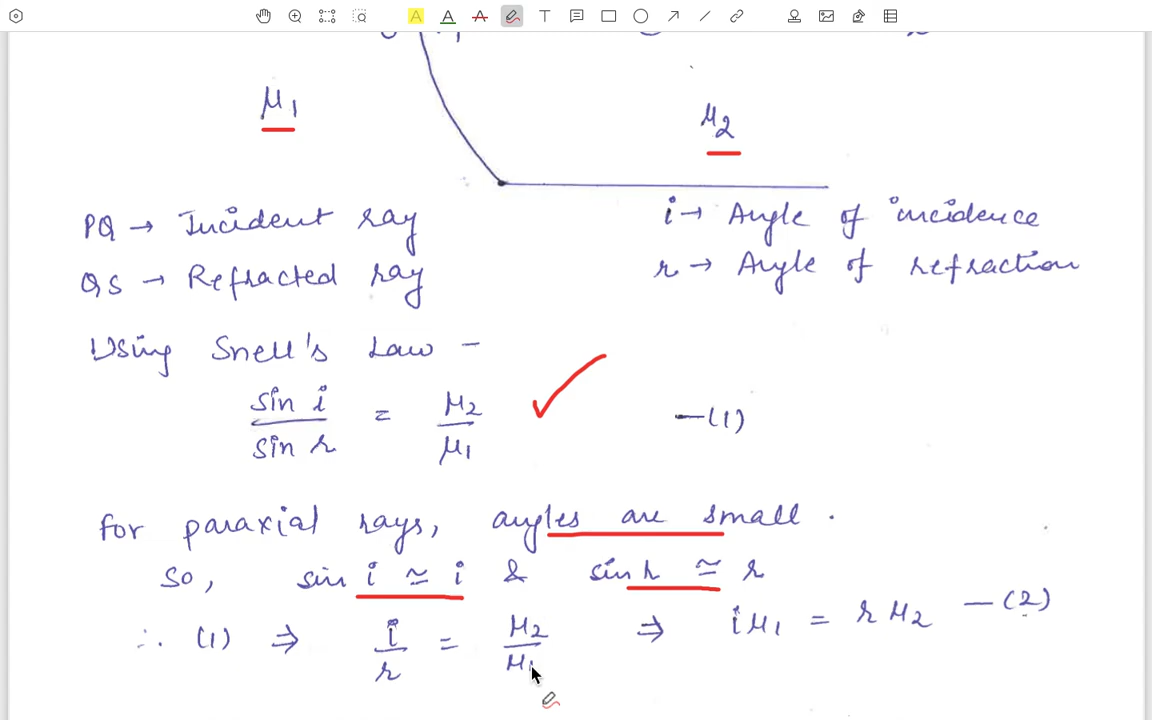 μ1
μ2
PQ → Incident ray
i → Angle of incidence
QS → Refracted ray
r → Angle of refraction
Using Snell's Law -
sin i / sin r = μ2 / μ1 —(1)
for paraxial rays, angles are small.
So, sin i ≃ i & sin r ≃ r
∴ (1) ⇒ i / r = μ2 / μ1 ⇒ iμ1 = rμ2 —(2)